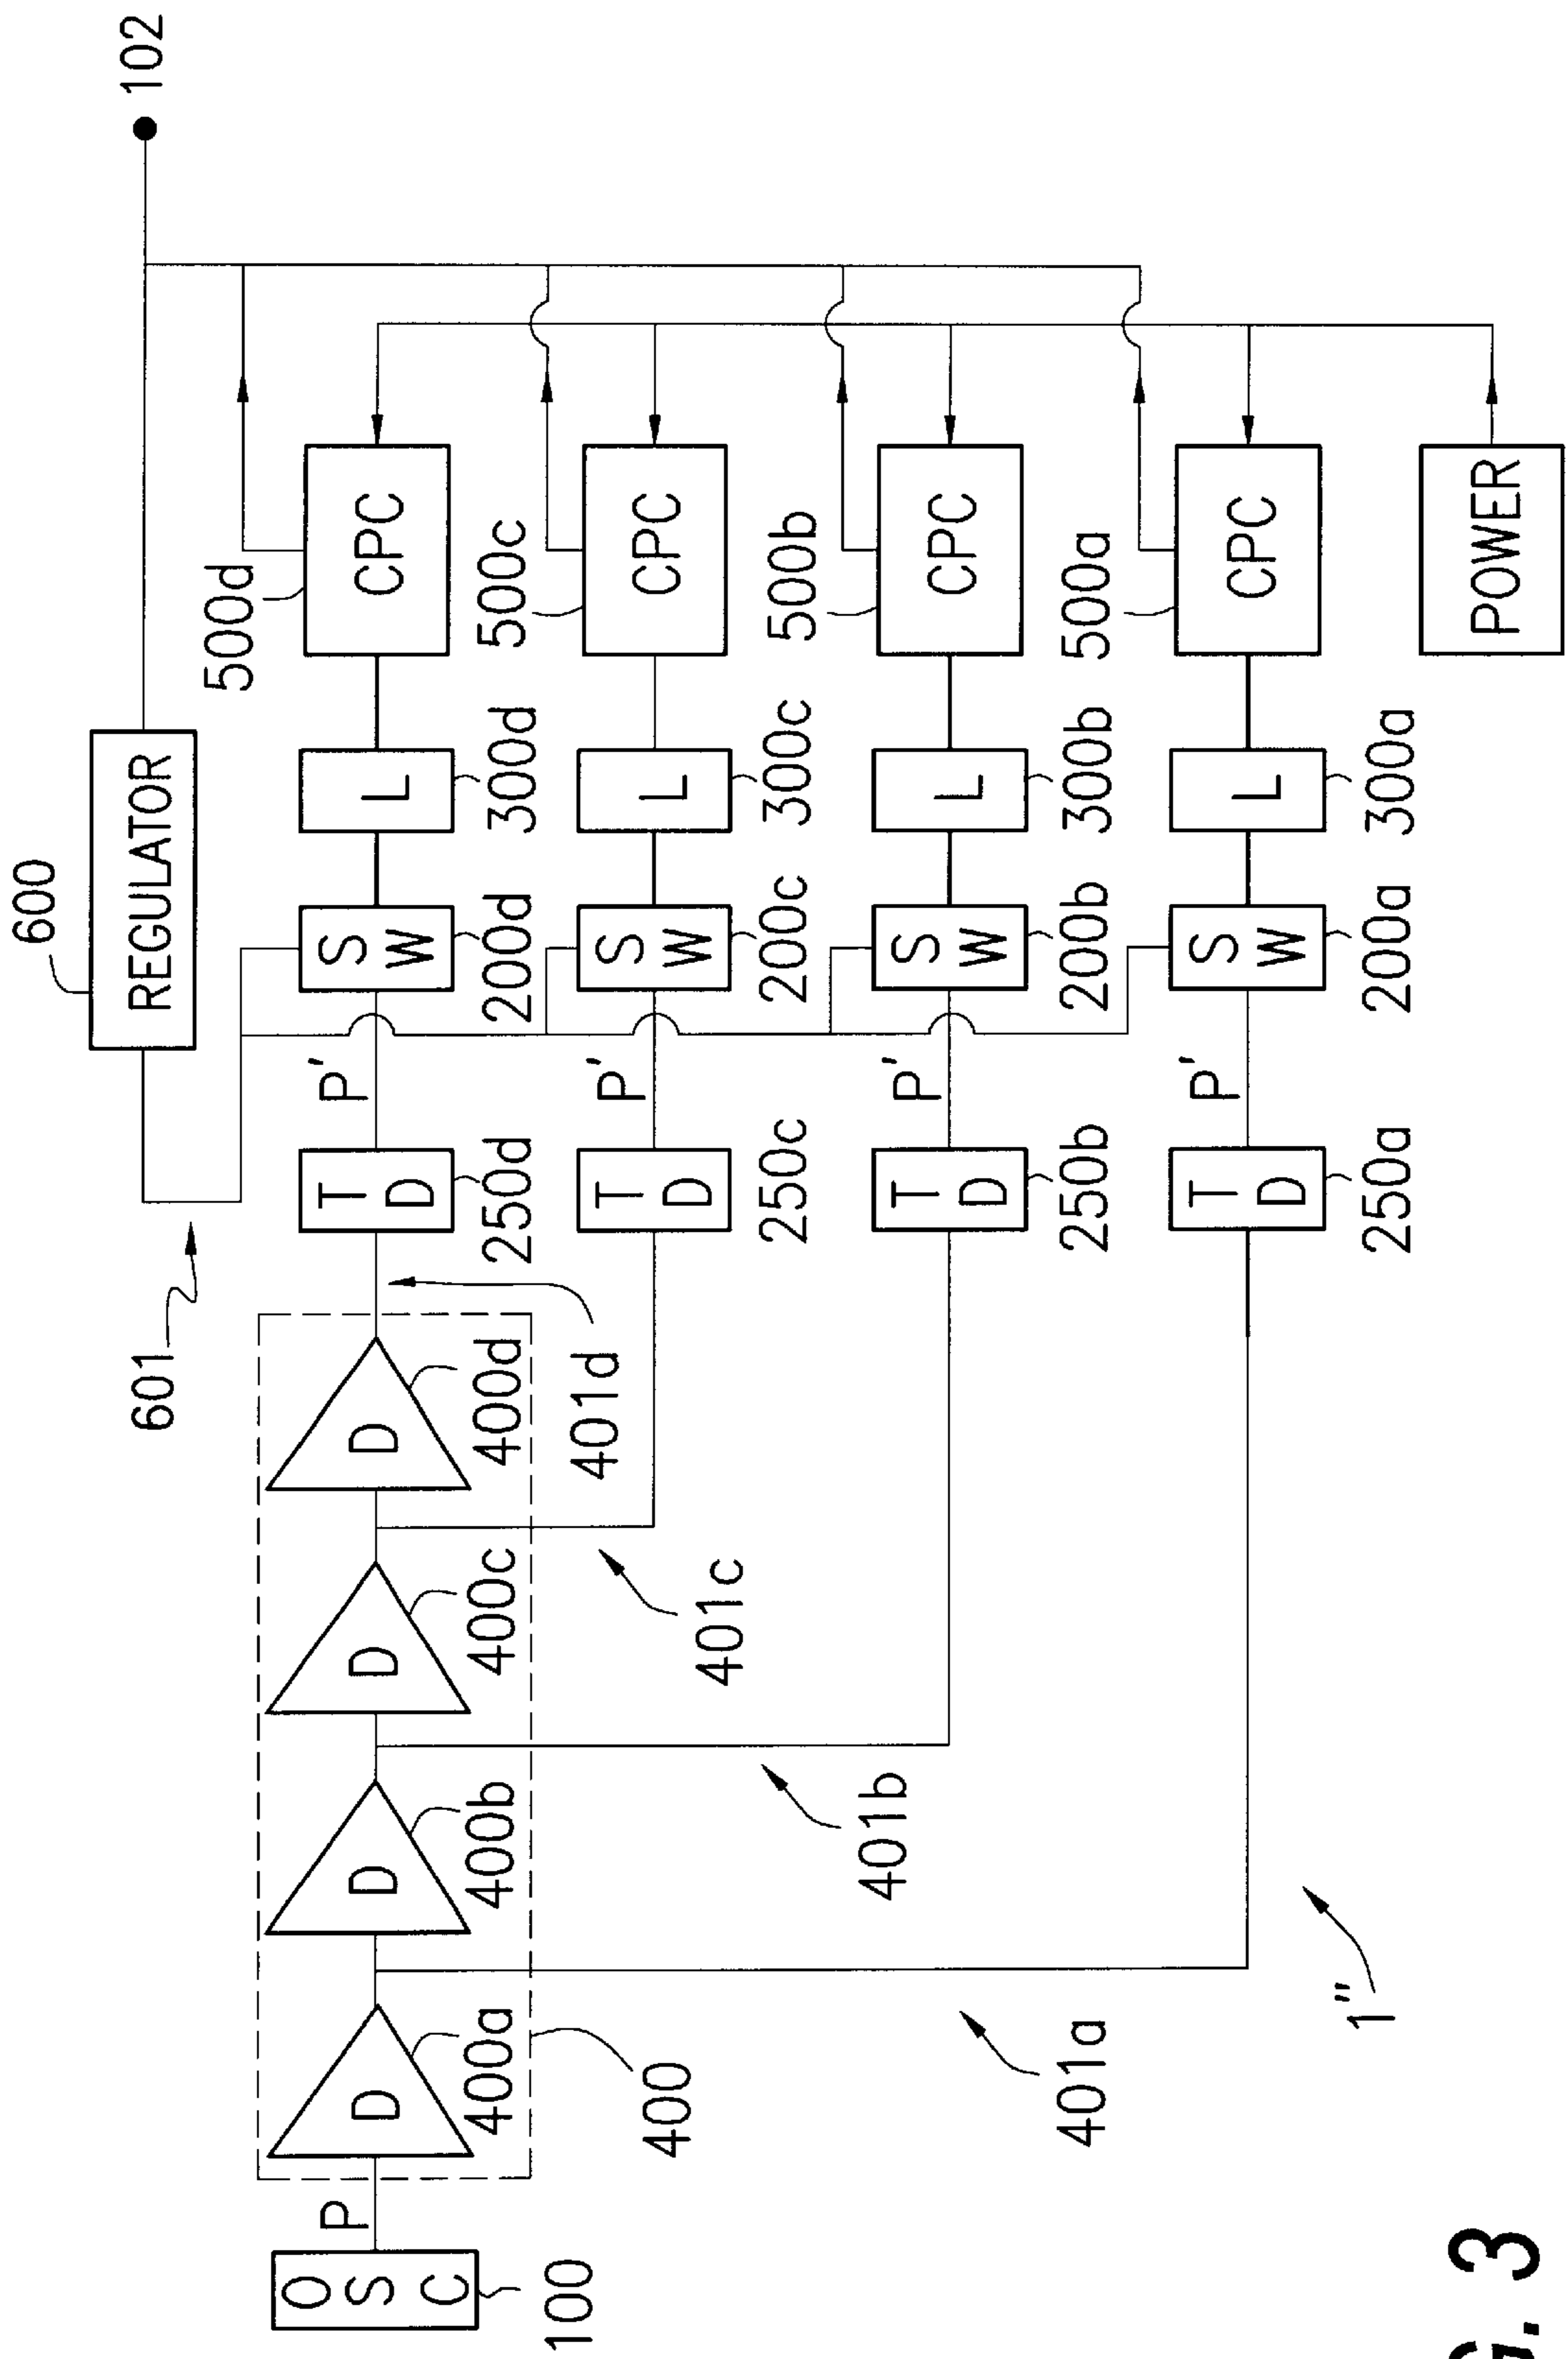 102
600
REGULATOR
601
500d
CPC
L
300d
S
W
200d
P'
T
D
250d
401d
D
400d
D
400c
D
400b
D
400a
400
P
O
S
C
100
500c
CPC
L
300c
S
W
200c
P'
T
D
250c
401c
500b
CPC
L
300b
S
W
200b
P'
T
D
250b
401b
500a
CPC
L
300a
S
W
200a
P'
T
D
250a
401a
POWER
1"
G. 3